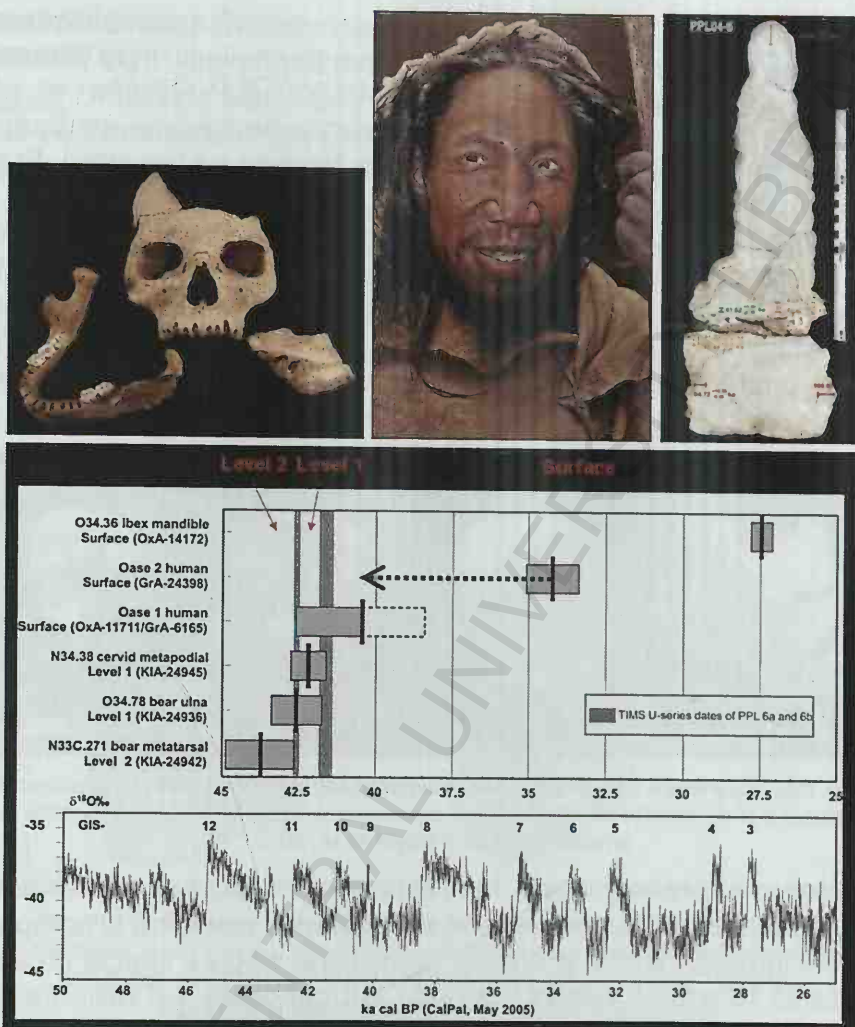 PPL04-6
Level 2 Level 1 Surface
O34.36 ibex mandible
Surface (OxA-14172)
Oase 2 human
Surface (GrA-24398)
Oase 1 human
Surface (OxA-11711/GrA-6165)
N34.38 cervid metapodial
Level 1 (KIA-24945)
O34.78 bear ulna
Level 1 (KIA-24936)
N33C.271 bear metatarsal
Level 2 (KIA-24942)
TIMS U-series dates of PPL 6a and 6b
45 42.5 40 37.5 35 32.5 30 27.5 25
δ¹⁸O‰
GIS- 12 11 10 9 8 7 6 5 4 3
-35
-40
-45
50 48 46 44 42 40 38 36 34 32 30 28 26
ka cal BP (CalPal, May 2005)
CENTRAL UNIVERSITY LIBRARY